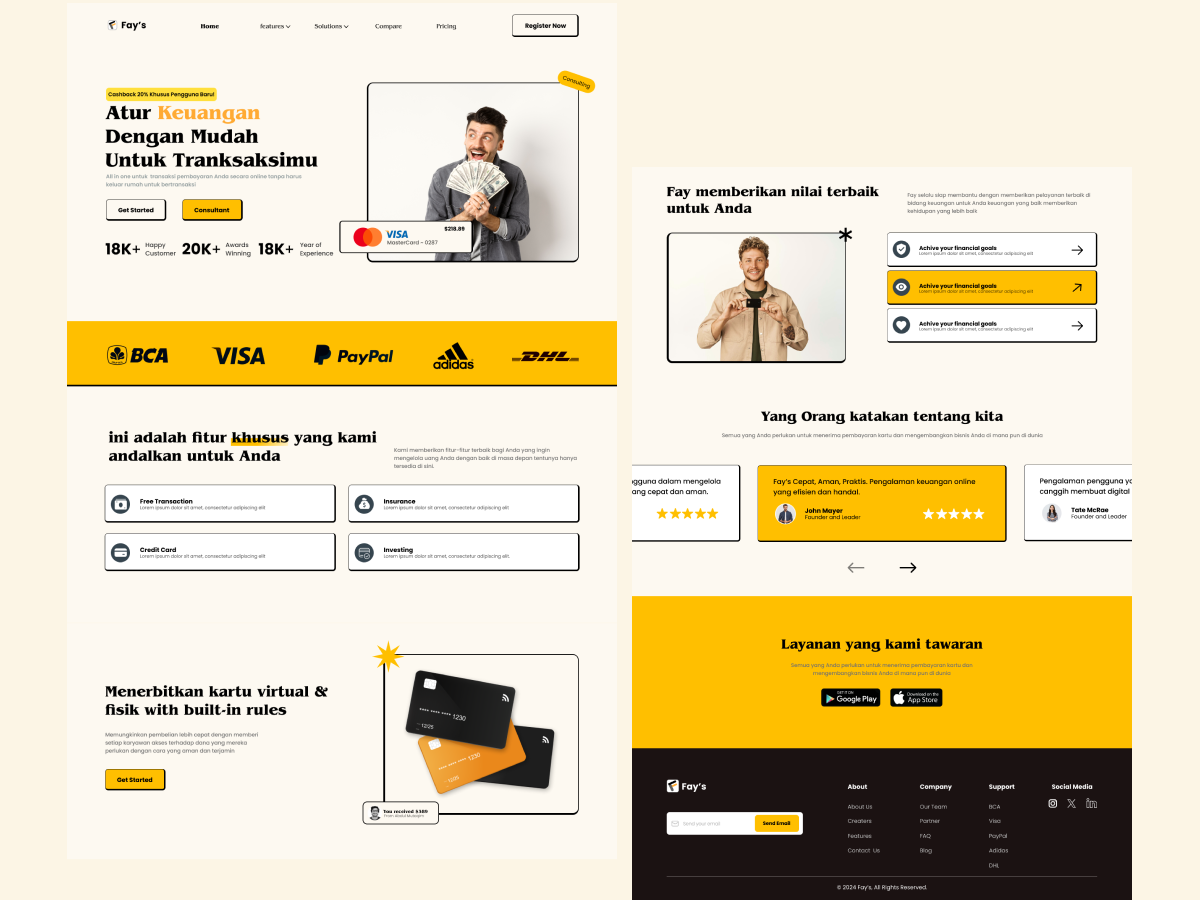 Fay's
Home
features
Solutions
Compare
Pricing
Register Now
Consulting
Cashback 20% Khusus Pengguna Baru!
Atur Keuangan
Dengan Mudah
Untuk Tranksaksimu
All in one untuk transaksi pembayaran Anda secara online tanpa harus
keluar rumah untuk bertransaksi
Get Started
Consultant
18K+ Happy Customer
20K+ Awards Winning
18K+ Year of Experience
VISA
MasterCard - 0287
$218.89
BCA
VISA
PayPal
adidas
DHL
ini adalah fitur khusus yang kami
andalkan untuk Anda
Kami memberikan fitur-fitur terbaik bagi Anda yang ingin
mengelola uang Anda dengan baik di masa depan tentunya hanya
tersedia di sini.
Free Transaction
Lorem ipsum dolor sit amet, consectetur adipiscing elit
Insurance
Lorem ipsum dolor sit amet, consectetur adipiscing elit
Credit Card
Lorem ipsum dolor sit amet, consectetur adipiscing elit
Investing
Lorem ipsum dolor sit amet, consectetur adipiscing elit
Menerbitkan kartu virtual &
fisik with built-in rules
Memungkinkan pembelian lebih cepat dengan memberi
setiap karyawan akses terhadap dana yang mereka
perlukan dengan cara yang aman dan terjamin
Get Started
1230
12/25
1230
12/25
You received $389
Fay memberikan nilai terbaik
untuk Anda
Fay selalu siap membantu dengan memberikan pelayanan terbaik di
bidang keuangan untuk Anda keuangan yang baik memberikan
kehidupan yang lebih baik
Achive your financial goals
Lorem ipsum dolor sit amet, consectetur adipiscing elit
Achive your financial goals
Lorem ipsum dolor sit amet, consectetur adipiscing elit
Achive your financial goals
Lorem ipsum dolor sit amet, consectetur adipiscing elit
Yang Orang katakan tentang kita
Semua yang Anda perlukan untuk menerima pembayaran kartu dan mengembangkan bisnis Anda di mana pun di dunia
ngguna dalam mengelola
ang cepat dan aman.
Fay's Cepat, Aman, Praktis. Pengalaman keuangan online
yang efisien dan handal.
John Mayer
Founder and Leader
Pengalaman pengguna ya
canggih membuat digital
Tate McRae
Founder and Leader
Layanan yang kami tawaran
Semua yang Anda perlukan untuk menerima pembayaran kartu dan
mengembangkan bisnis Anda di mana pun di dunia
GET IT ON
Google Play
Download on the
App Store
Fay's
Send your email
Send Email
About
About Us
Creaters
Features
Contact Us
Company
Our Team
Partner
FAQ
Blog
Support
BCA
Visa
PayPal
Adidas
DHL
Social Media
© 2024 Fay's, All Rights Reserved.